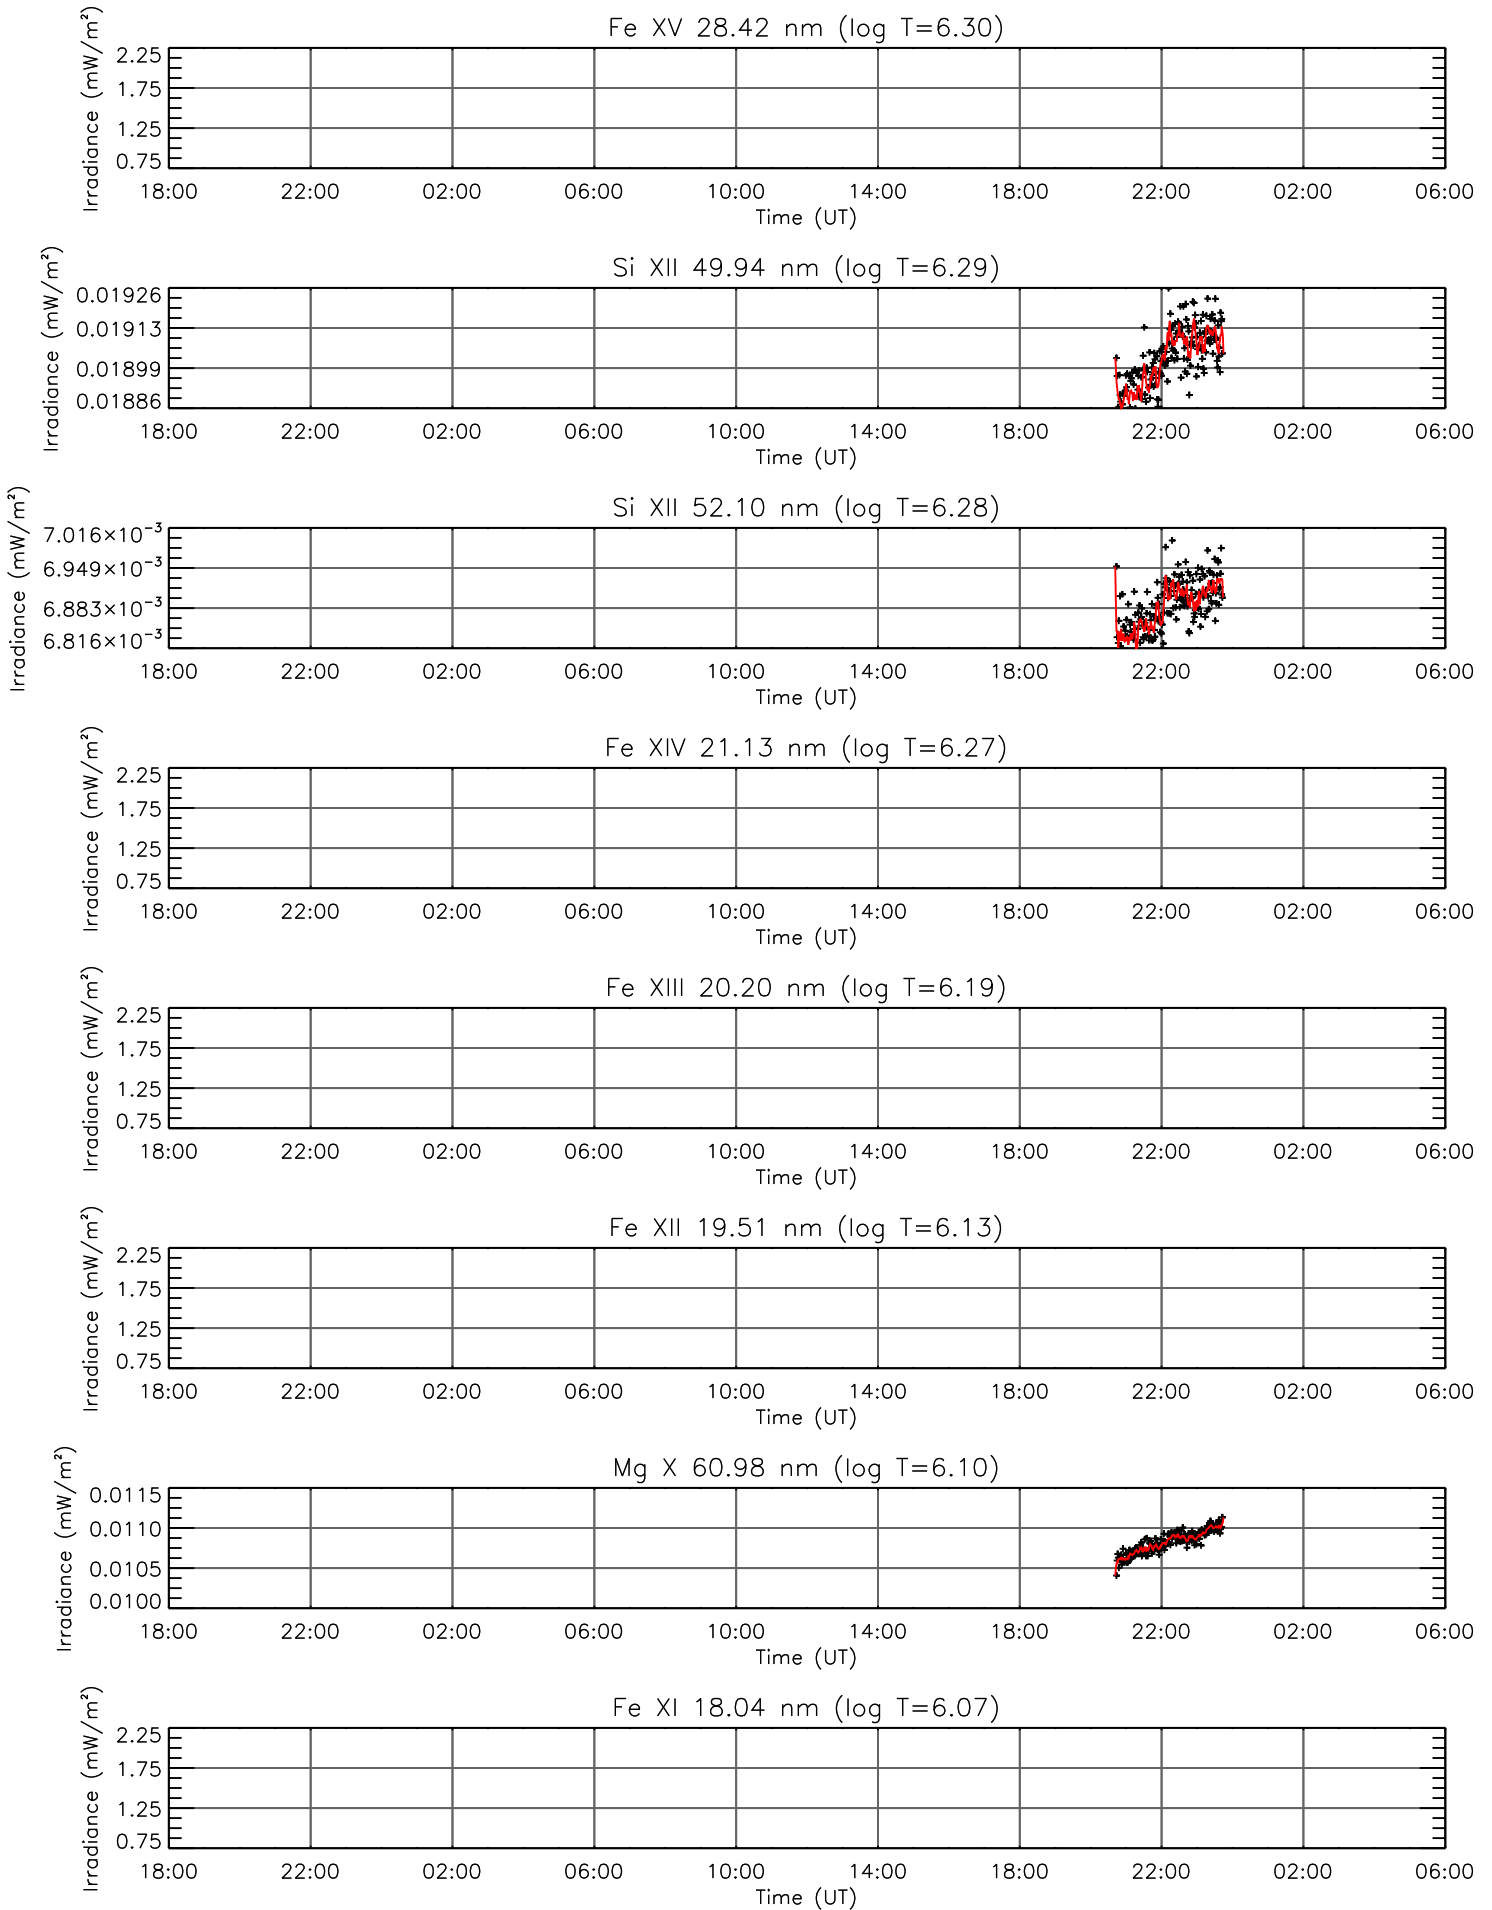 Fe XV 28.42 nm (log T=6.30)
Irradiance (mW/m²)
2.25
1.75
1.25
0.75
18:00 22:00 02:00 06:00 10:00 14:00 18:00 22:00 02:00 06:00
Time (UT)
Si XII 49.94 nm (log T=6.29)
Irradiance (mW/m²)
0.01926
0.01913
0.01899
0.01886
18:00 22:00 02:00 06:00 10:00 14:00 18:00 22:00 02:00 06:00
Time (UT)
Si XII 52.10 nm (log T=6.28)
Irradiance (mW/m²)
7.016×10⁻³
6.949×10⁻³
6.883×10⁻³
6.816×10⁻³
18:00 22:00 02:00 06:00 10:00 14:00 18:00 22:00 02:00 06:00
Time (UT)
Fe XIV 21.13 nm (log T=6.27)
Irradiance (mW/m²)
2.25
1.75
1.25
0.75
18:00 22:00 02:00 06:00 10:00 14:00 18:00 22:00 02:00 06:00
Time (UT)
Fe XIII 20.20 nm (log T=6.19)
Irradiance (mW/m²)
2.25
1.75
1.25
0.75
18:00 22:00 02:00 06:00 10:00 14:00 18:00 22:00 02:00 06:00
Time (UT)
Fe XII 19.51 nm (log T=6.13)
Irradiance (mW/m²)
2.25
1.75
1.25
0.75
18:00 22:00 02:00 06:00 10:00 14:00 18:00 22:00 02:00 06:00
Time (UT)
Mg X 60.98 nm (log T=6.10)
Irradiance (mW/m²)
0.0115
0.0110
0.0105
0.0100
18:00 22:00 02:00 06:00 10:00 14:00 18:00 22:00 02:00 06:00
Time (UT)
Fe XI 18.04 nm (log T=6.07)
Irradiance (mW/m²)
2.25
1.75
1.25
0.75
18:00 22:00 02:00 06:00 10:00 14:00 18:00 22:00 02:00 06:00
Time (UT)